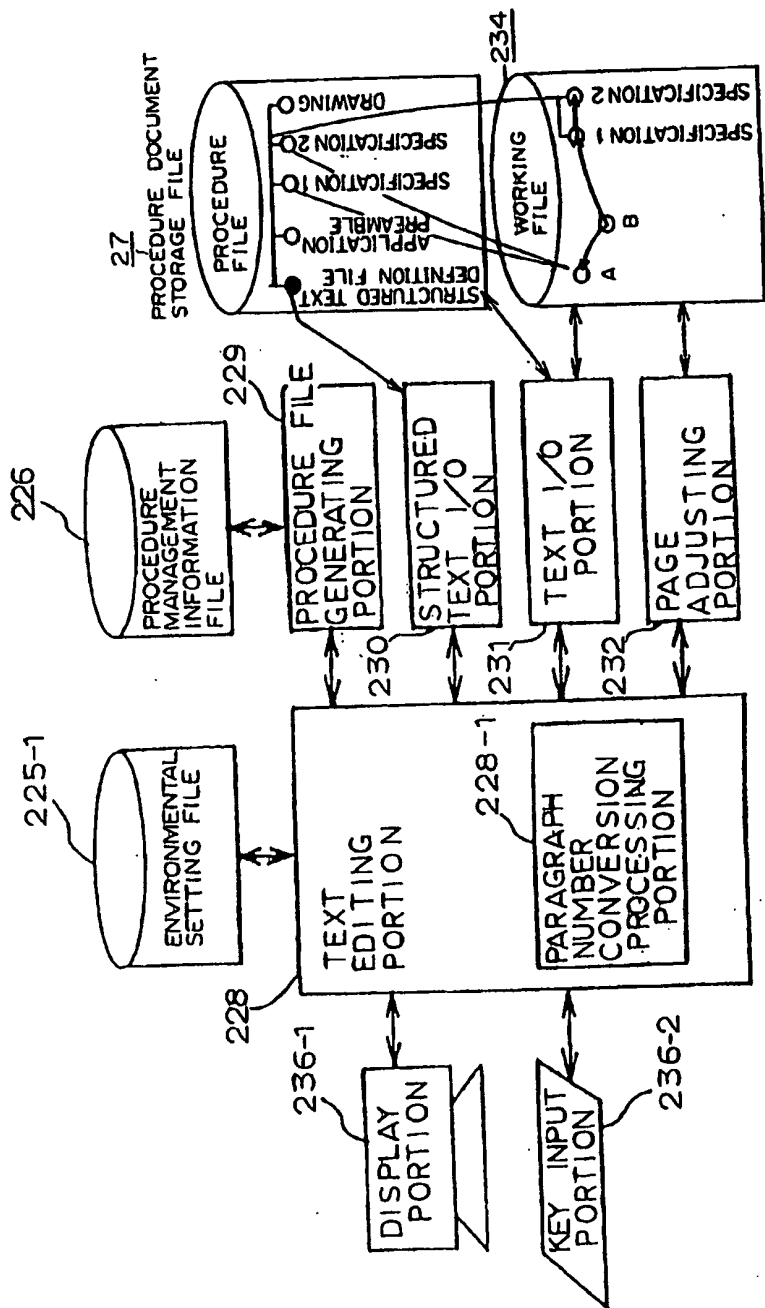 236-1
DISPLAY
PORTION
KEY INPUT
PORTION
236-2
225-1
ENVIRONMENTAL
SETTING FILE
228
TEXT
EDITING
PORTION
228-1
PARAGRAPH
NUMBER
CONVERSION
PROCESSING
PORTION
226
PROCEDURE
MANAGEMENT
INFORMATION
FILE
229
PROCEDURE FILE
GENERATING
PORTION
230
STRUCTURED
TEXT I/O
PORTION
231
TEXT I/O
PORTION
232
PAGE
ADJUSTING
PORTION
27
PROCEDURE DOCUMENT
STORAGE FILE
PROCEDURE
FILE
STRUCTURED TEXT
DEFINITION FILE
APPLICATION
PREAMBLE
SPECIFICATION 1
SPECIFICATION 2
DRAWING
234
WORKING
FILE
A
B
SPECIFICATION 1
SPECIFICATION 2